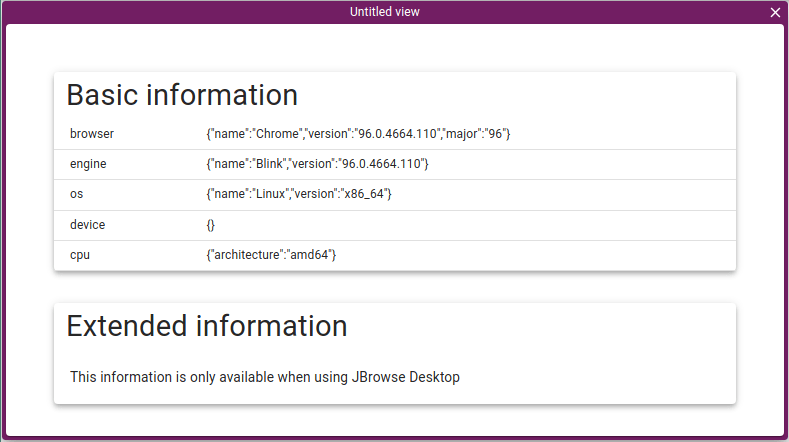 Untitled view
Basic information
browser {"name":"Chrome","version":"96.0.4664.110","major":"96"}
engine {"name":"Blink","version":"96.0.4664.110"}
os {"name":"Linux","version":"x86_64"}
device {}
cpu {"architecture":"amd64"}
Extended information
This information is only available when using JBrowse Desktop